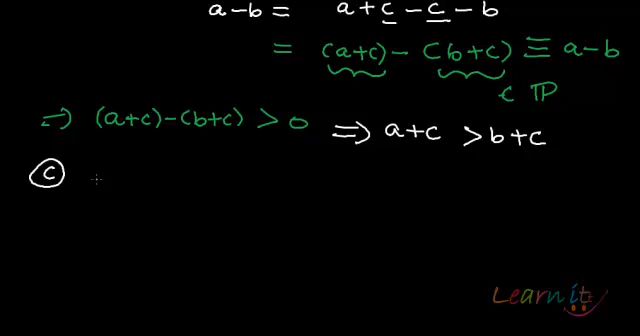 a-b = a+c-c-b
= (a+c)-(b+c) ≡ a-b
∈ ℙ
⇒ (a+c)-(b+c) > 0 ⇒ a+c > b+c
(c)
Learnit